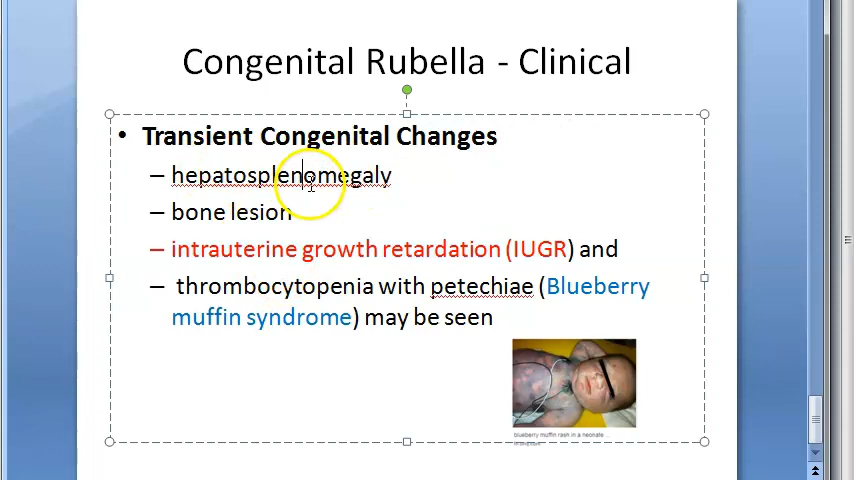 Congenital Rubella - Clinical
• Transient Congenital Changes
– hepatosplenomegaly
– bone lesion
– intrauterine growth retardation (IUGR) and
– thrombocytopenia with petechiae (Blueberry
muffin syndrome) may be seen
blueberry muffin rash in a neonate ...